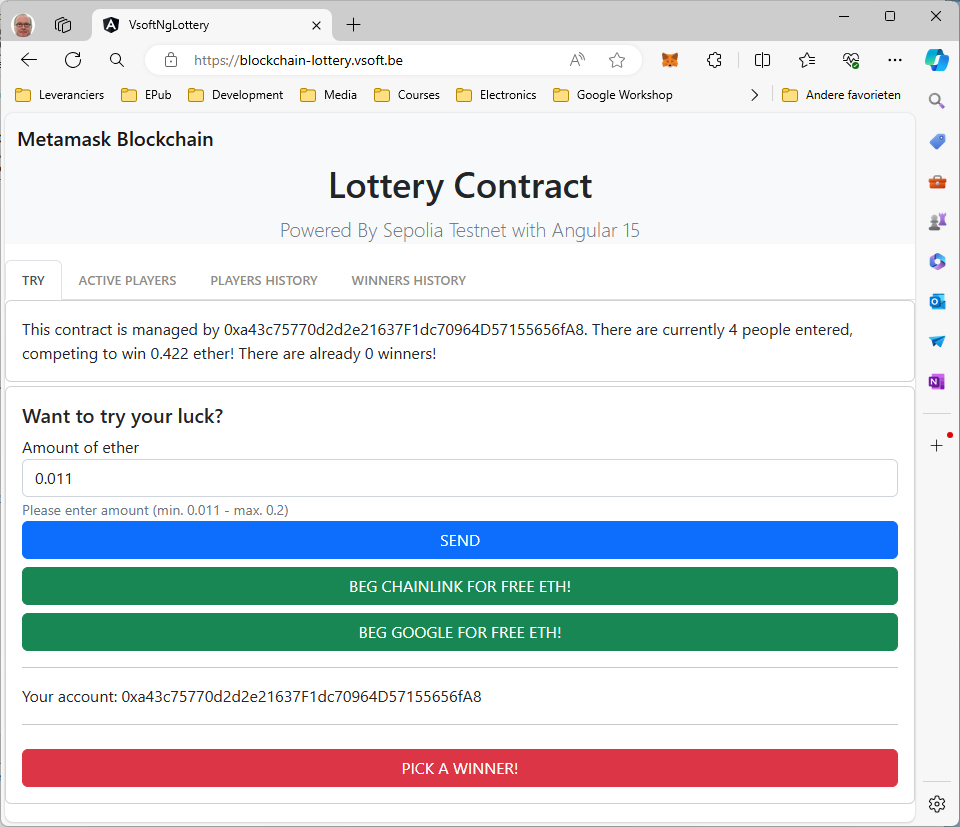 VsoftNgLottery
https://blockchain-lottery.vsoft.be
Leveranciers EPub Development Media Courses Electronics Google Workshop Andere favorieten
Metamask Blockchain
Lottery Contract
Powered By Sepolia Testnet with Angular 15
TRY ACTIVE PLAYERS PLAYERS HISTORY WINNERS HISTORY
This contract is managed by 0xa43c75770d2d2e21637F1dc70964D57155656fA8. There are currently 4 people entered,
competing to win 0.422 ether! There are already 0 winners!
Want to try your luck?
Amount of ether
0.011
Please enter amount (min. 0.011 - max. 0.2)
SEND
BEG CHAINLINK FOR FREE ETH!
BEG GOOGLE FOR FREE ETH!
Your account: 0xa43c75770d2d2e21637F1dc70964D57155656fA8
PICK A WINNER!